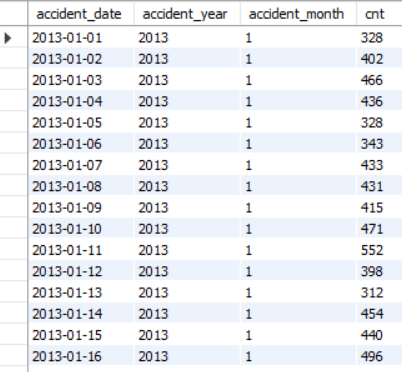 accident_date accident_year accident_month cnt
2013-01-01 2013 1 328
2013-01-02 2013 1 402
2013-01-03 2013 1 466
2013-01-04 2013 1 436
2013-01-05 2013 1 328
2013-01-06 2013 1 343
2013-01-07 2013 1 433
2013-01-08 2013 1 431
2013-01-09 2013 1 415
2013-01-10 2013 1 471
2013-01-11 2013 1 552
2013-01-12 2013 1 398
2013-01-13 2013 1 312
2013-01-14 2013 1 454
2013-01-15 2013 1 440
2013-01-16 2013 1 496